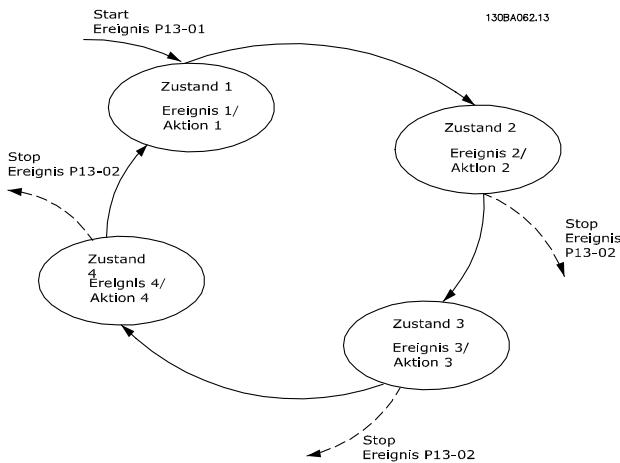 Start
Ereignis P13-01
130BA062.13
Zustand 1
Ereignis 1/
Aktion 1
Zustand 2
Ereignis 2/
Aktion 2
Stop
Ereignis P13-02
Stop
Ereignis
P13-02
Zustand
4
Ereignis 4/
Aktion 4
Zustand 3
Ereignis 3/
Aktion 3
Stop
Ereignis P13-02